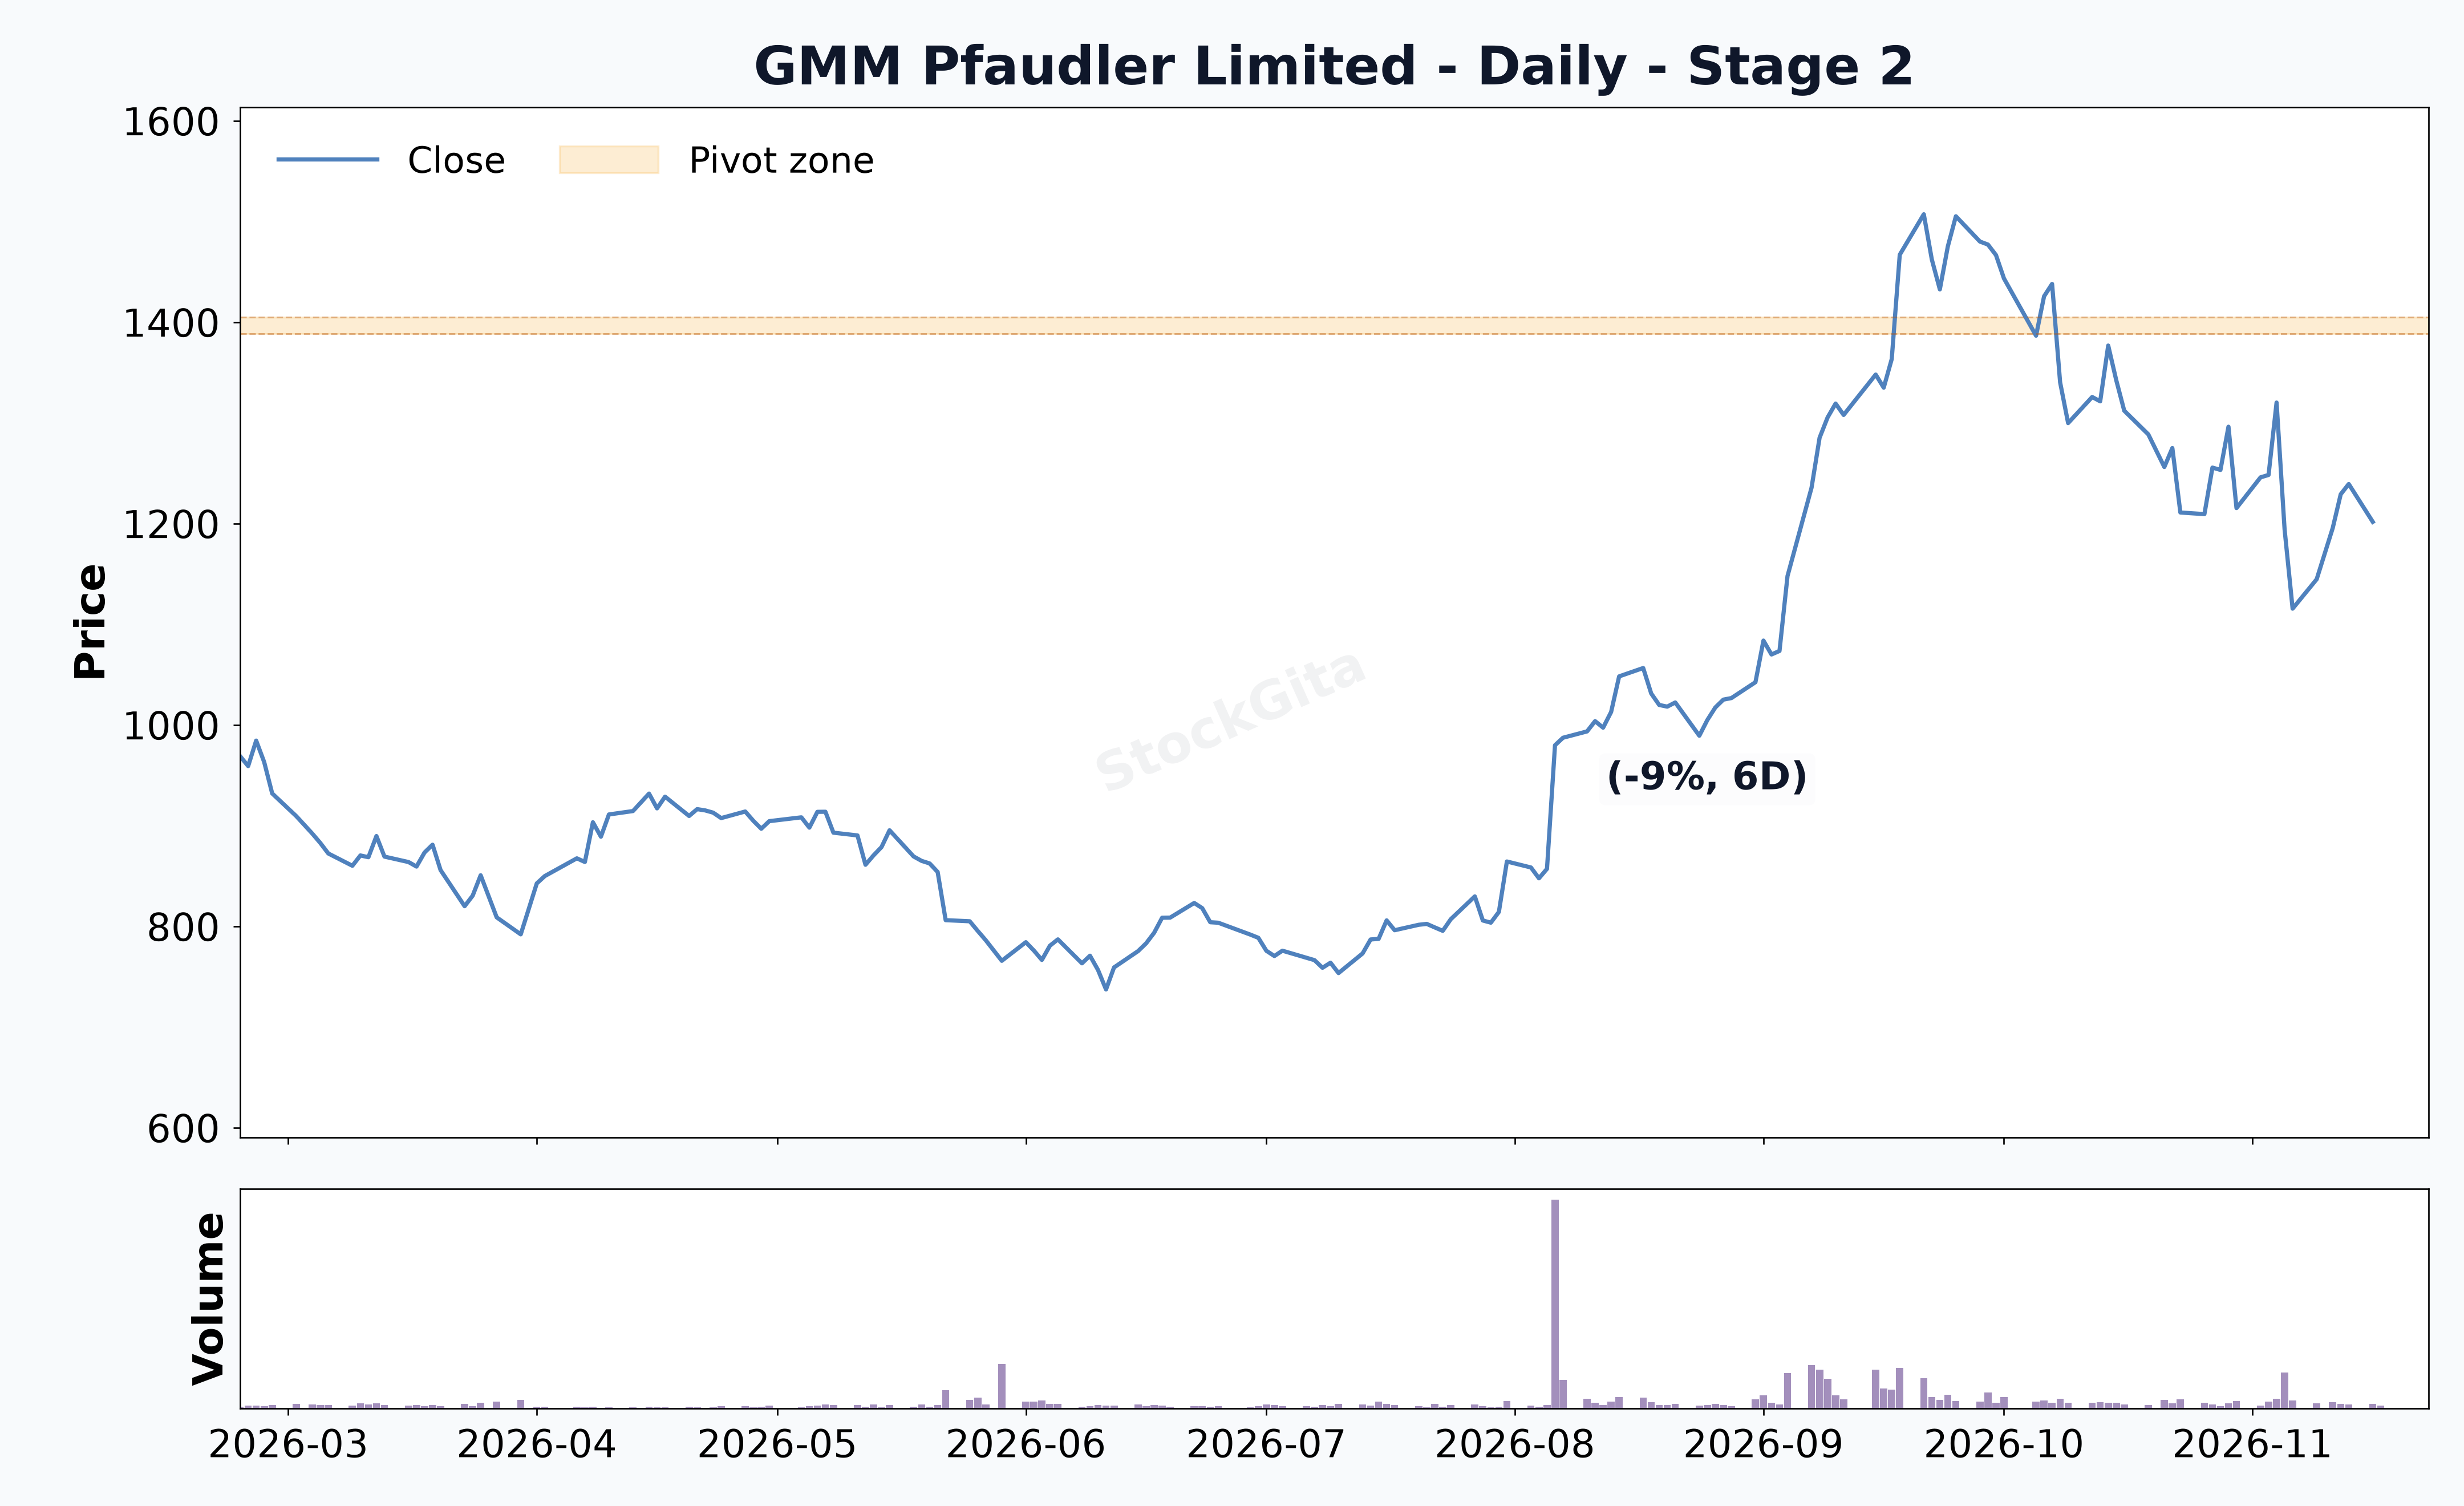 GMM Pfaudler Limited - Daily - Stage 2
Close
Pivot zone
1600
1400
1200
1000
800
600
Price
StockGita
(-9%, 6D)
Volume
2026-03
2026-04
2026-05
2026-06
2026-07
2026-08
2026-09
2026-10
2026-11